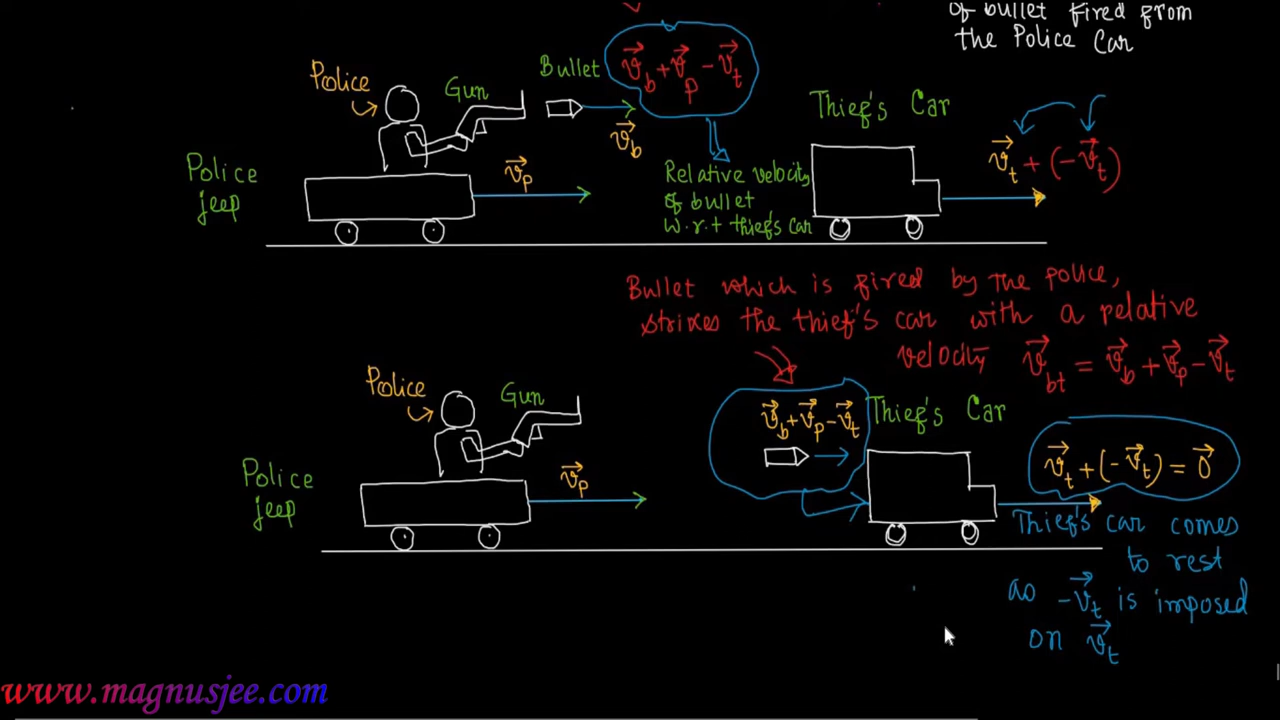 of bullet fired from
the Police Car
Police
Gun
Bullet
v⃗b + v⃗p − v⃗t
Thief's Car
v⃗b
v⃗t + (−v⃗t)
Police
jeep
v⃗p
Relative velocity
of bullet
w.r.t thief's car
Bullet which is fired by the police,
strikes the thief's car with a relative
velocity v⃗bt = v⃗b + v⃗p − v⃗t
Police
Gun
v⃗b + v⃗p − v⃗t
Thief's Car
v⃗t + (−v⃗t) = 0⃗
Police
jeep
v⃗p
Thief's car comes
to rest
as −v⃗t is imposed
on v⃗t
www.magnusjee.com